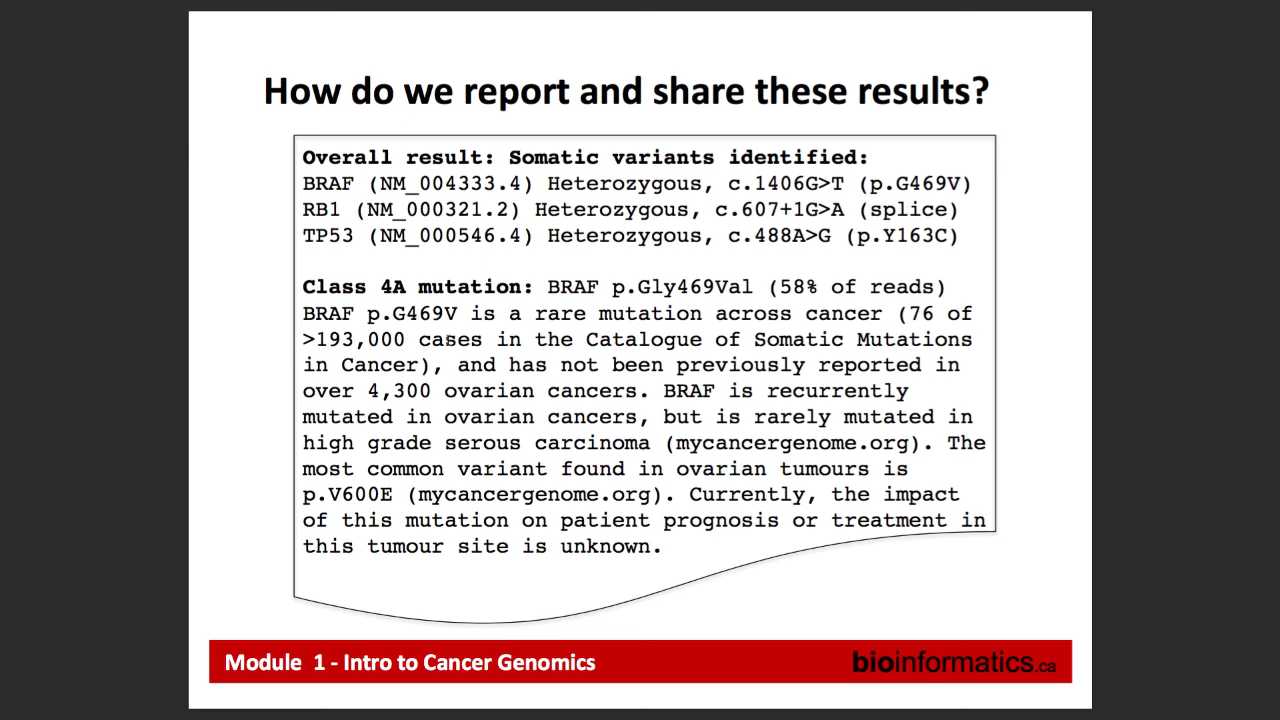 How do we report and share these results?
Overall result: Somatic variants identified:
BRAF (NM_004333.4) Heterozygous, c.1406G>T (p.G469V)
RB1 (NM_000321.2) Heterozygous, c.607+1G>A (splice)
TP53 (NM_000546.4) Heterozygous, c.488A>G (p.Y163C)
Class 4A mutation: BRAF p.Gly469Val (58% of reads)
BRAF p.G469V is a rare mutation across cancer (76 of
>193,000 cases in the Catalogue of Somatic Mutations
in Cancer), and has not been previously reported in
over 4,300 ovarian cancers. BRAF is recurrently
mutated in ovarian cancers, but is rarely mutated in
high grade serous carcinoma (mycancergenome.org). The
most common variant found in ovarian tumours is
p.V600E (mycancergenome.org). Currently, the impact
of this mutation on patient prognosis or treatment in
this tumour site is unknown.
Module 1 - Intro to Cancer Genomics
bioinformatics.ca